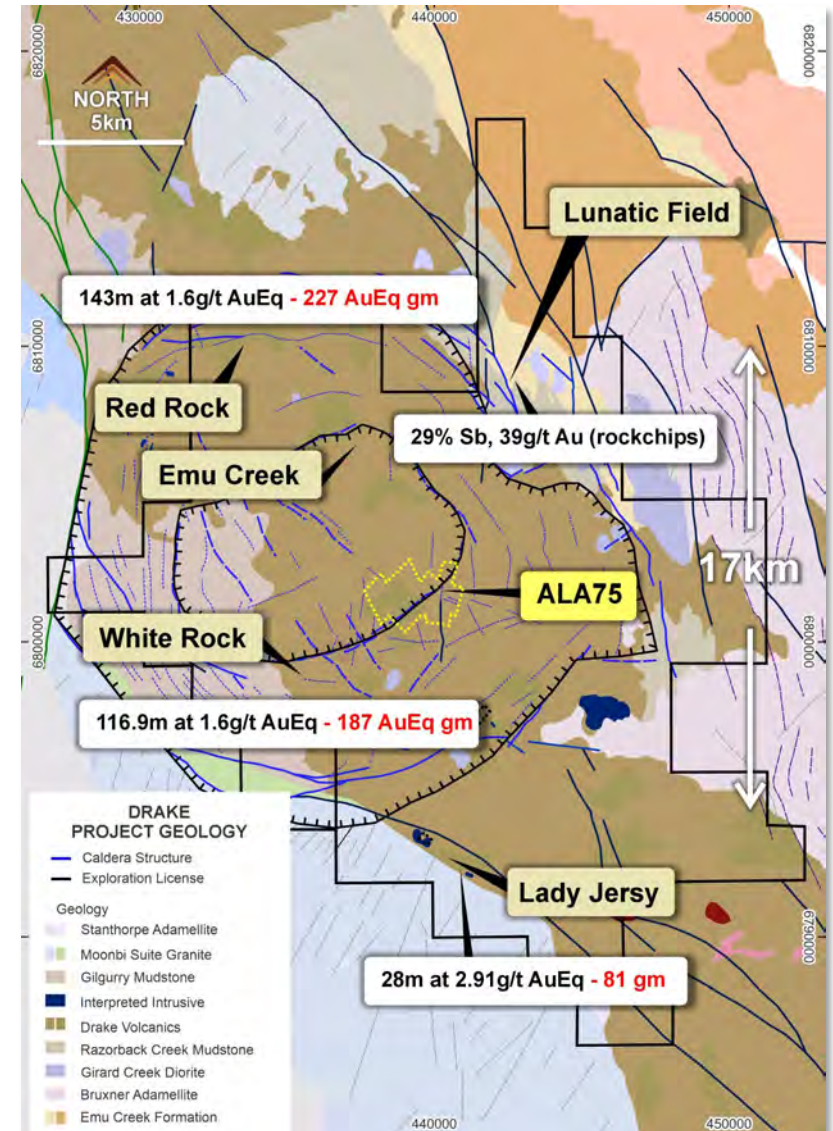 430000
440000
450000
6820000
6820000
NORTH
5km
Lunatic Field
143m at 1.6g/t AuEq - 227 AuEq gm
6810000
6810000
Red Rock
29% Sb, 39g/t Au (rockchips)
Emu Creek
17km
ALA75
White Rock
6800000
6800000
116.9m at 1.6g/t AuEq - 187 AuEq gm
DRAKE
PROJECT GEOLOGY
Caldera Structure
Exploration License
Geology
Stanthorpe Adamellite
Moonbi Suite Granite
Gilgurry Mudstone
Interpreted Intrusive
Drake Volcanics
Razorback Creek Mudstone
Girard Creek Diorite
Bruxner Adamellite
Emu Creek Formation
Lady Jersy
6790000
28m at 2.91g/t AuEq - 81 gm
440000
450000